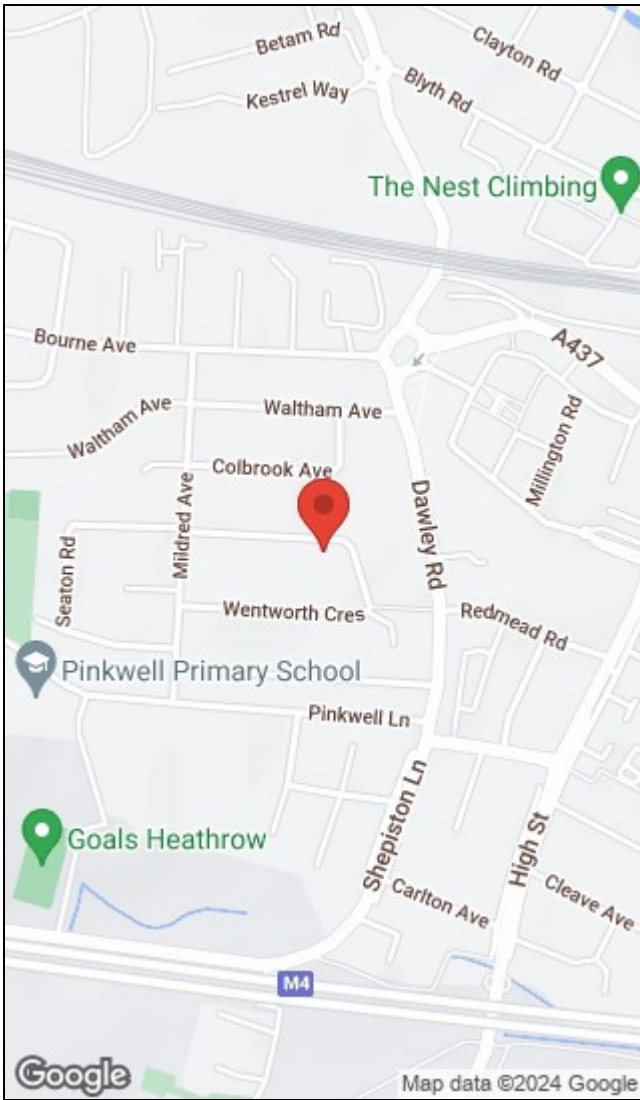 Betam Rd
Clayton Rd
Kestrel Way
Blyth Rd
The Nest Climbing
Bourne Ave
A437
Waltham Ave
Waltham Ave
Millington Rd
Colbrook Ave
Mildred Ave
Dawley Rd
Seaton Rd
Wentworth Cres
Redmead Rd
Pinkwell Primary School
Pinkwell Ln
Shepiston Ln
Goals Heathrow
High St
Carlton Ave
Cleave Ave
M4
Google
Map data ©2024 Google